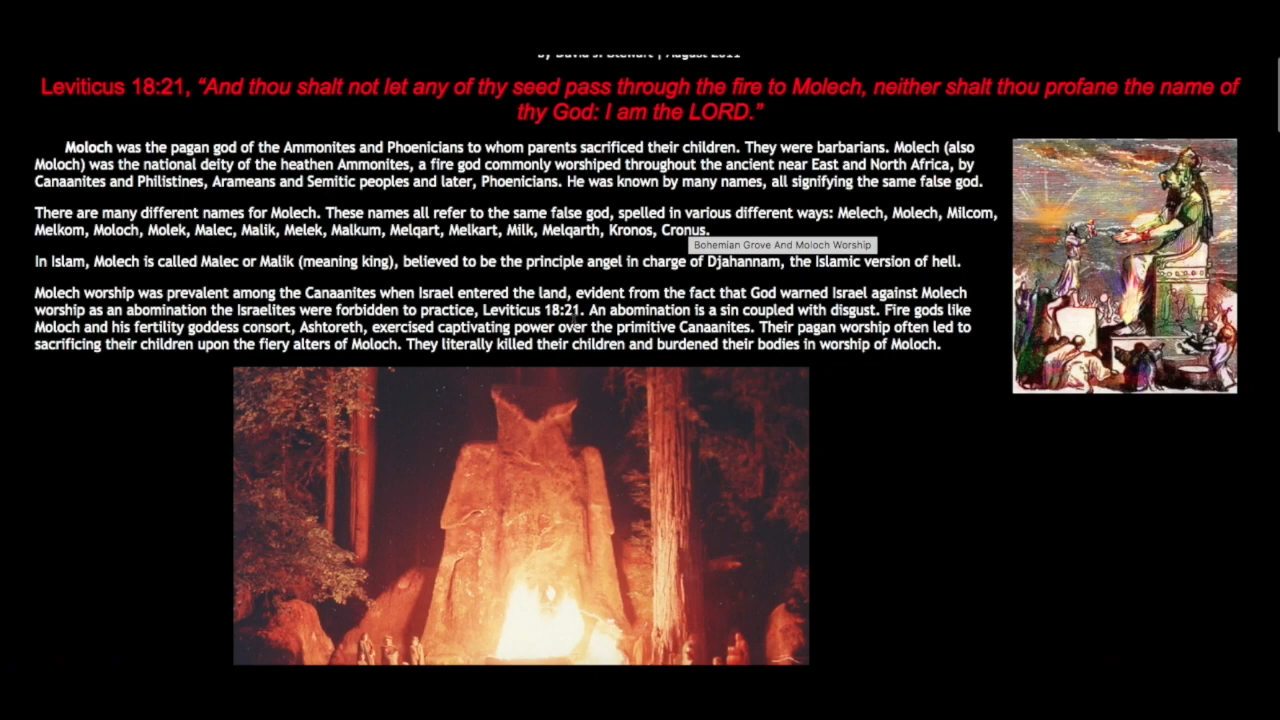 by David J. Stewart | August 2011
Leviticus 18:21, “And thou shalt not let any of thy seed pass through the fire to Molech, neither shalt thou profane the name of
thy God: I am the LORD.”
Moloch was the pagan god of the Ammonites and Phoenicians to whom parents sacrificed their children. They were barbarians. Molech (also
Moloch) was the national deity of the heathen Ammonites, a fire god commonly worshiped throughout the ancient near East and North Africa, by
Canaanites and Philistines, Arameans and Semitic peoples and later, Phoenicians. He was known by many names, all signifying the same false god.
There are many different names for Molech. These names all refer to the same false god, spelled in various different ways: Melech, Molech, Milcom,
Melkom, Moloch, Molek, Malec, Malik, Melek, Malkum, Melqart, Melkart, Milk, Melqarth, Kronos, Cronus.
Bohemian Grove And Moloch Worship
In Islam, Molech is called Malec or Malik (meaning king), believed to be the principle angel in charge of Djahannam, the Islamic version of hell.
Molech worship was prevalent among the Canaanites when Israel entered the land, evident from the fact that God warned Israel against Molech
worship as an abomination the Israelites were forbidden to practice, Leviticus 18:21. An abomination is a sin coupled with disgust. Fire gods like
Moloch and his fertility goddess consort, Ashtoreth, exercised captivating power over the primitive Canaanites. Their pagan worship often led to
sacrificing their children upon the fiery alters of Moloch. They literally killed their children and burdened their bodies in worship of Moloch.